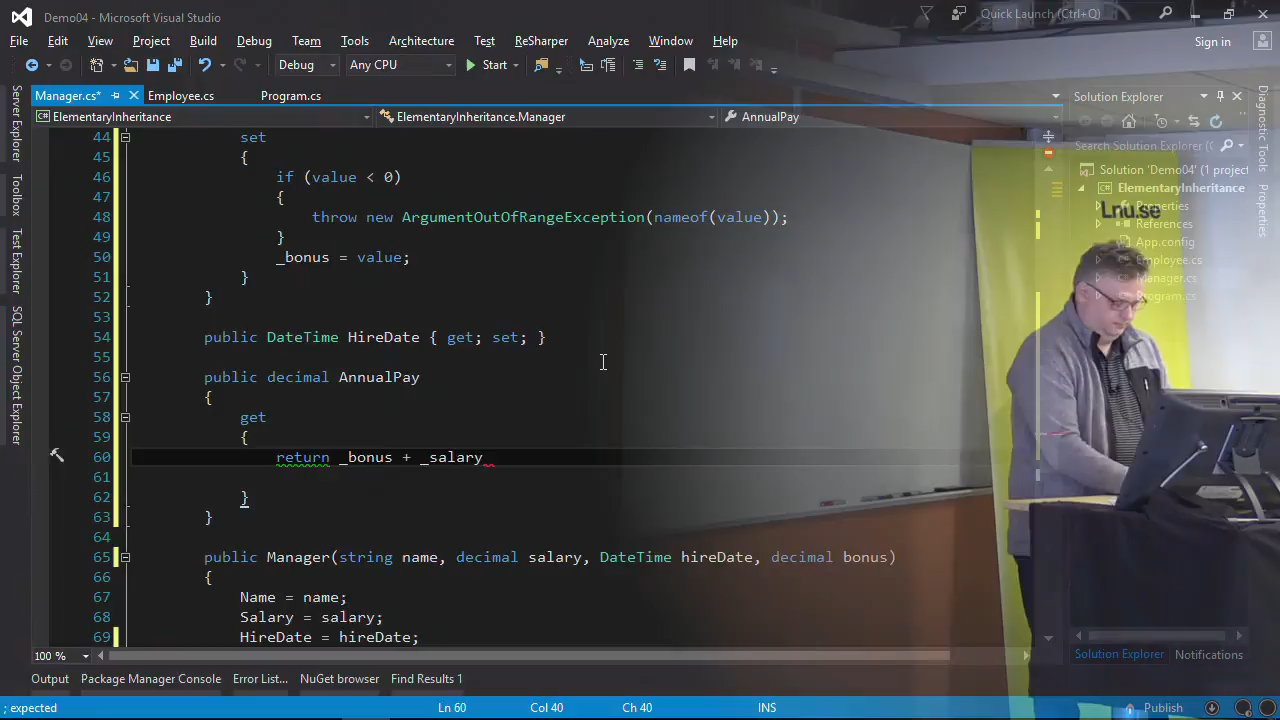 Demo04 - Microsoft Visual Studio
Quick Launch (Ctrl+Q)
File Edit View Project Build Debug Team Tools Architecture Test ReSharper Analyze Window Help
Sign in
Debug Any CPU Start
Manager.cs* Employee.cs Program.cs
ElementaryInheritance ElementaryInheritance.Manager AnnualPay
44 set
45 {
46 if (value < 0)
47 {
48 throw new ArgumentOutOfRangeException(nameof(value));
49 }
50 _bonus = value;
51 }
52 }
53
54 public DateTime HireDate { get; set; }
55
56 public decimal AnnualPay
57 {
58 get
59 {
60 return _bonus + _salary
61
62 }
63 }
64
65 public Manager(string name, decimal salary, DateTime hireDate, decimal bonus)
66 {
67 Name = name;
68 Salary = salary;
69 HireDate = hireDate;
100 %
Server Explorer
Toolbox
Test Explorer
SQL Server Object Explorer
Solution Explorer
Search Solution Explorer (
Solution 'Demo04' (1 project
ElementaryInheritance
Properties
References
App.config
Employee.cs
Manager.cs
Program.cs
Lnu.se
Diagnostic Tools
Properties
Solution Explorer Notifications
Output Package Manager Console Error List... NuGet browser Find Results 1
; expected Ln 60 Col 40 Ch 40 INS Publish